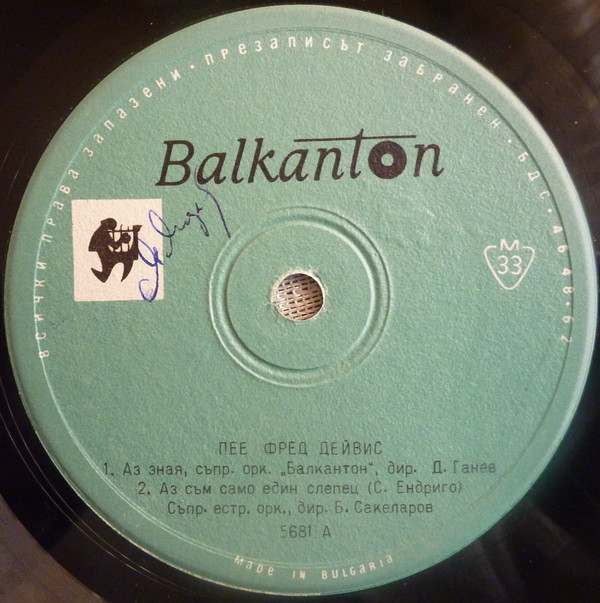 ВСИЧКИ ПРАВА ЗАПАЗЕНИ · ПРЕЗАПИСЪТ ЗАБРАНЕН · БДС · 6648 · 62
Balkanton
М
33
ПЕЕ ФРЕД ДЕЙВИС
1. Аз зная, съпр. орк. „Балкантон“, дир. Д. Ганев
2. Аз съм само един слепец (С. Ендриго)
Съпр. естр. орк., дир. Б. Сакеларов
5681 А
MADE IN BULGARIA